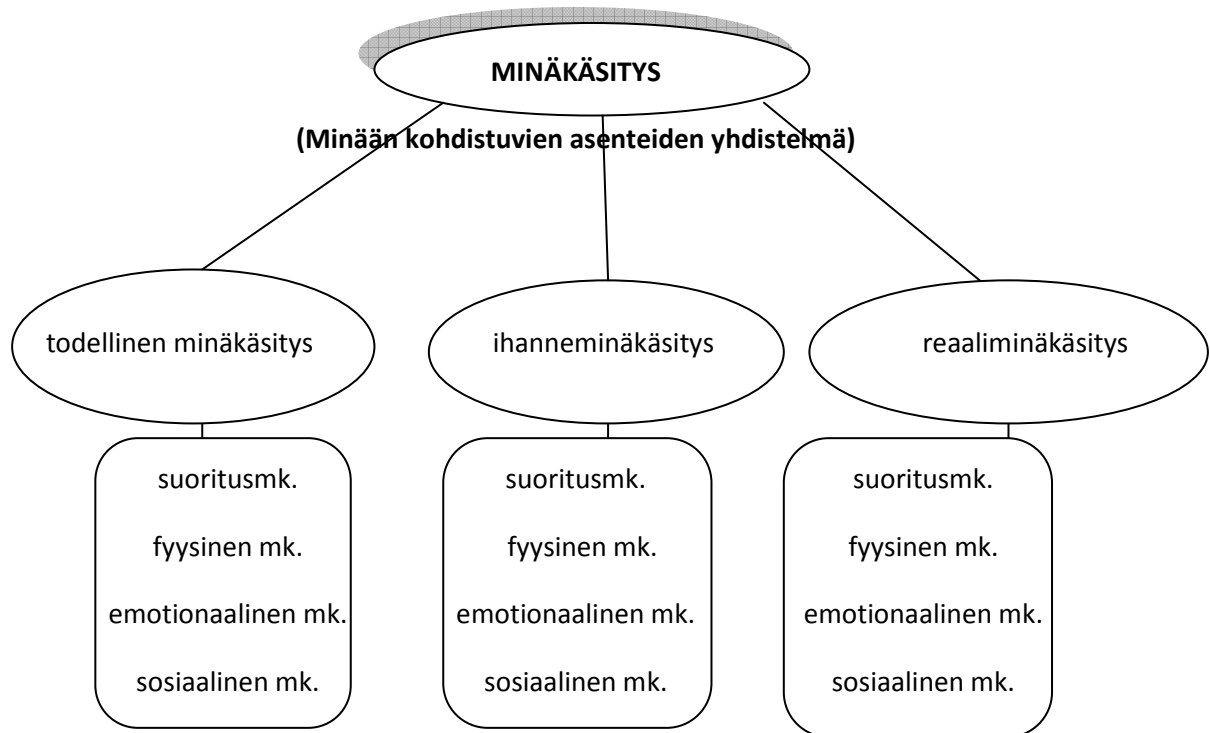 MINÄKÄSITYS
(Minään kohdistuvien asenteiden yhdistelmä)
todellinen minäkäsitys
ihanneminäkäsitys
reaaliminäkäsitys
suoritusmk.
fyysinen mk.
emotionaalinen mk.
sosiaalinen mk.
suoritusmk.
fyysinen mk.
emotionaalinen mk.
sosiaalinen mk.
suoritusmk.
fyysinen mk.
emotionaalinen mk.
sosiaalinen mk.